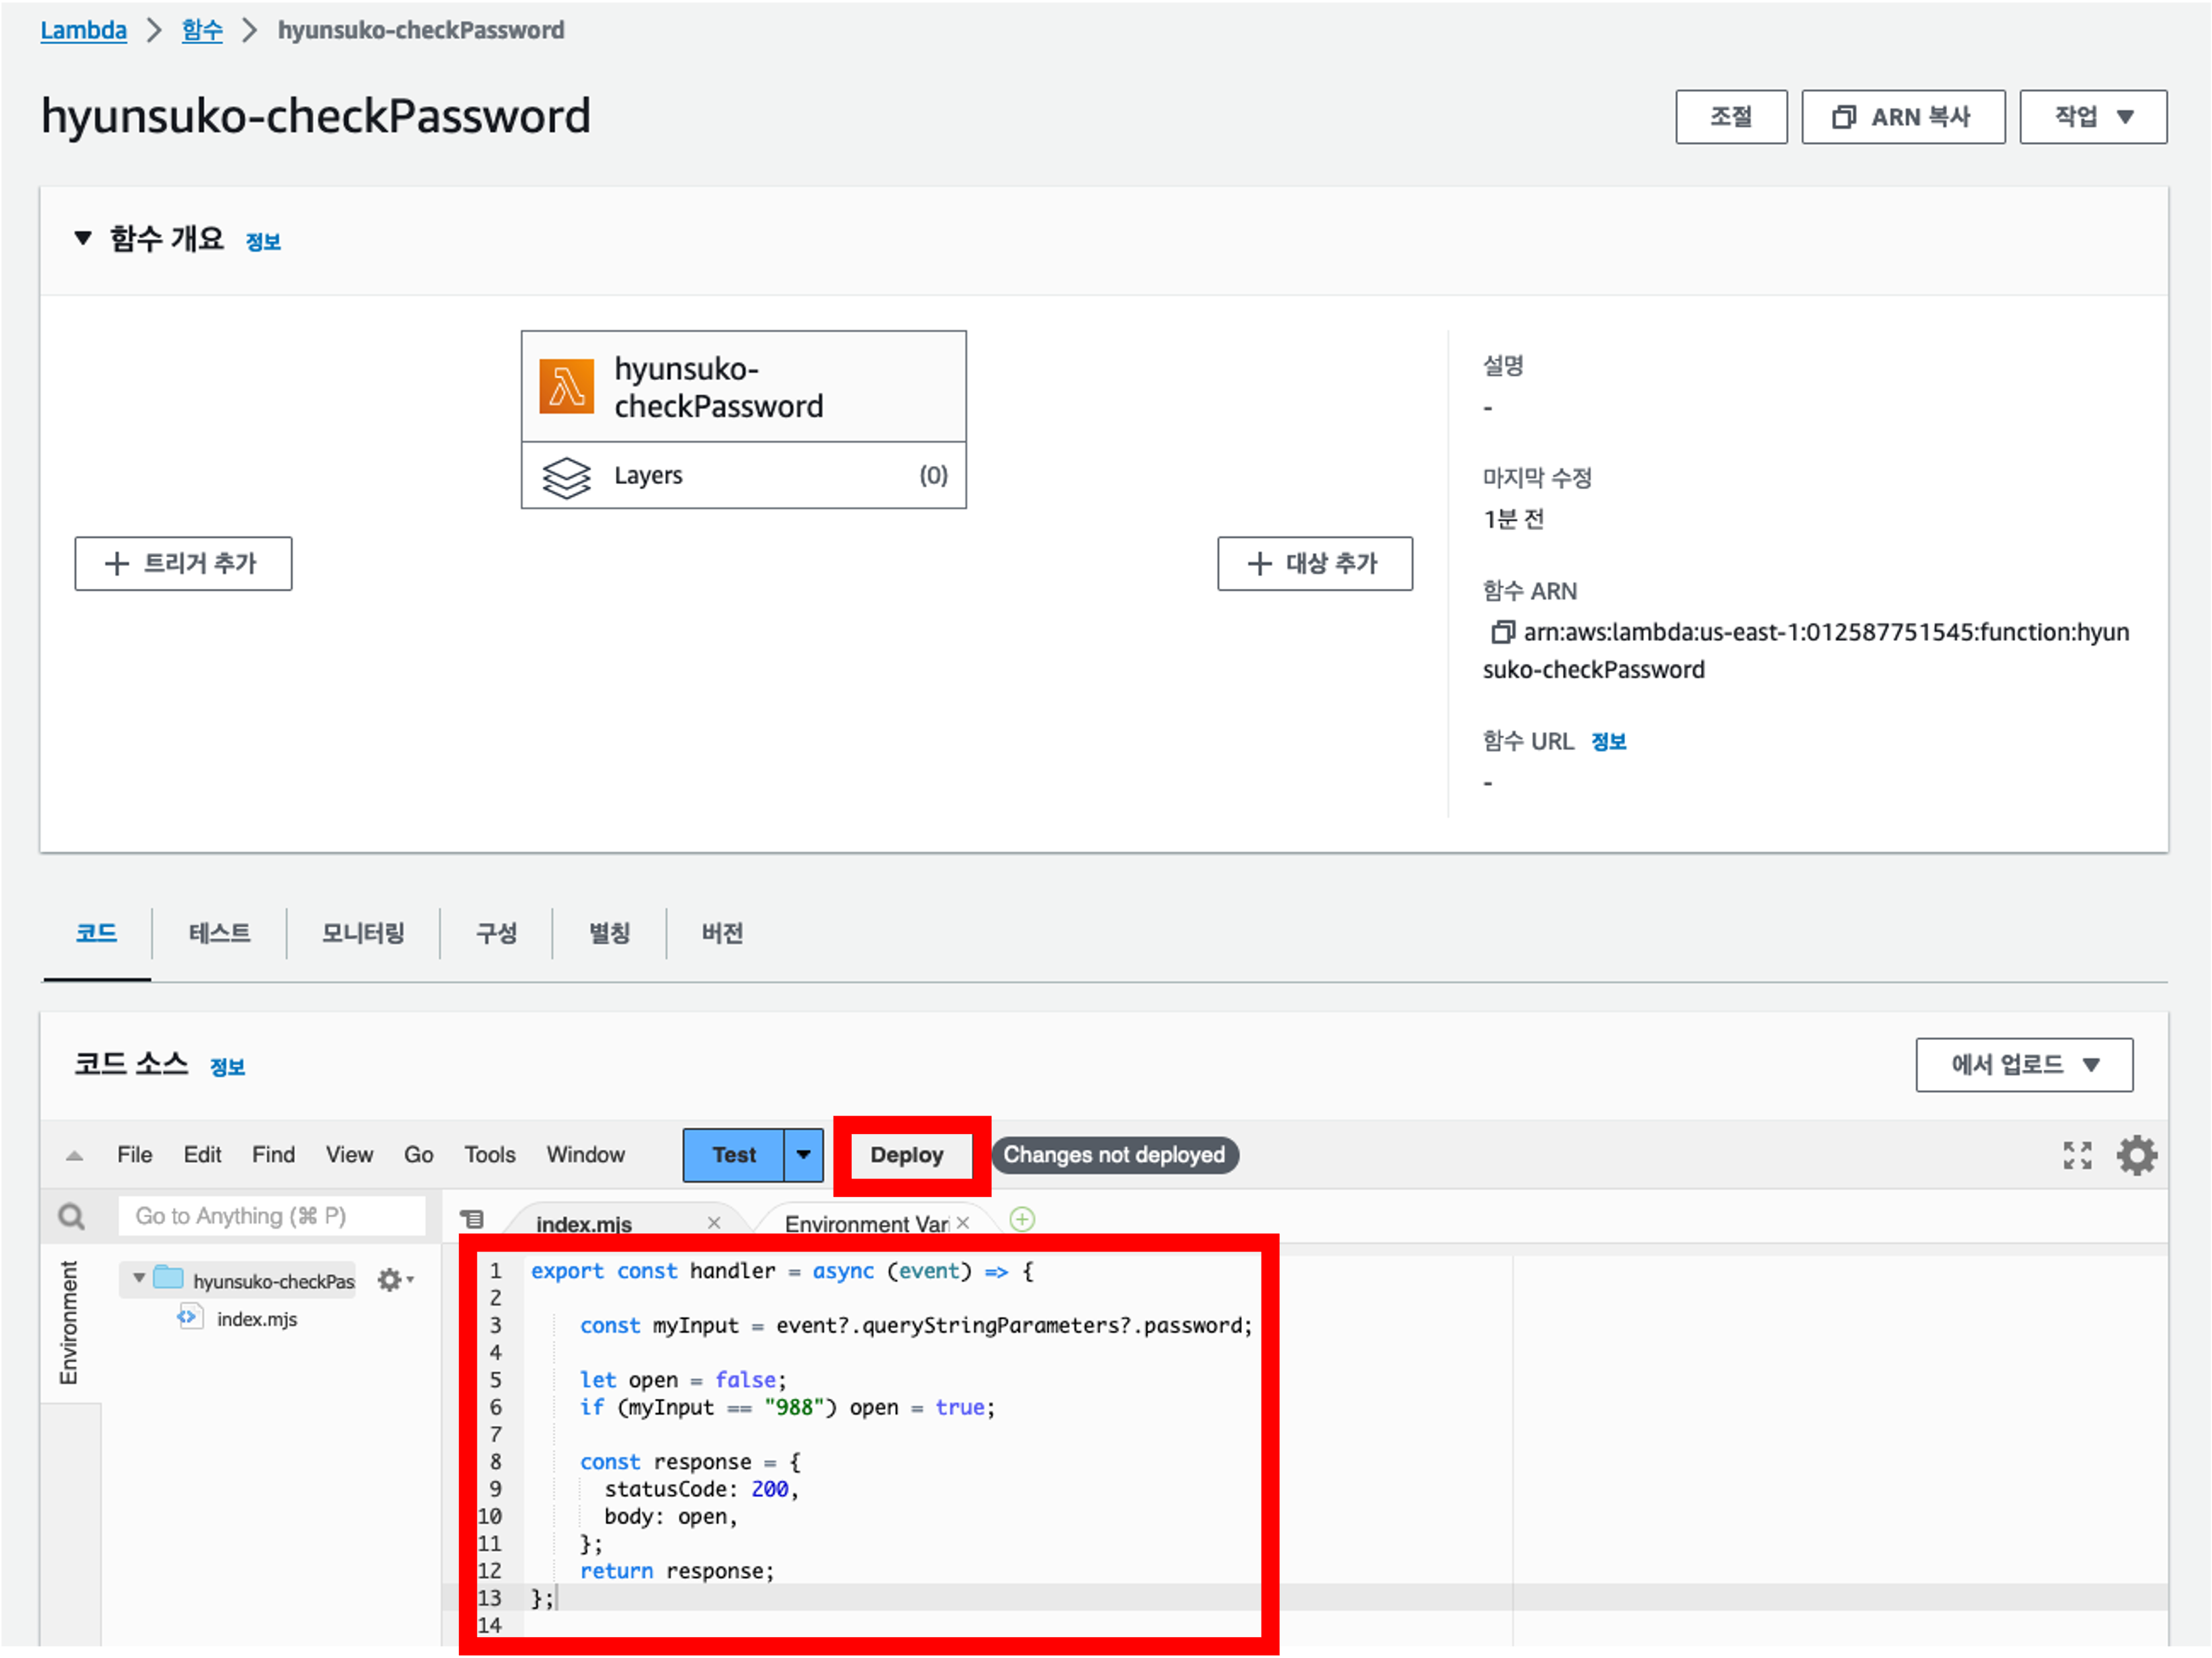 Lambda > 함수 > hyunsuko-checkPassword
hyunsuko-checkPassword
조절
ARN 복사
작업 ▼
▼ 함수 개요 정보
hyunsuko-
checkPassword
Layers (0)
+ 트리거 추가
+ 대상 추가
설명
-
마지막 수정
1분 전
함수 ARN
arn:aws:lambda:us-east-1:012587751545:function:hyun
suko-checkPassword
함수 URL 정보
-
코드
테스트
모니터링
구성
별칭
버전
코드 소스 정보
에서 업로드 ▼
File Edit Find View Go Tools Window Test Deploy Changes not deployed
Go to Anything (⌘ P)
index.mjs ×
Environment Vari ×
Environment
hyunsuko-checkPas
index.mjs
1 export const handler = async (event) => {
2
3 const myInput = event?.queryStringParameters?.password;
4
5 let open = false;
6 if (myInput == "988") open = true;
7
8 const response = {
9 statusCode: 200,
10 body: open,
11 };
12 return response;
13 };
14